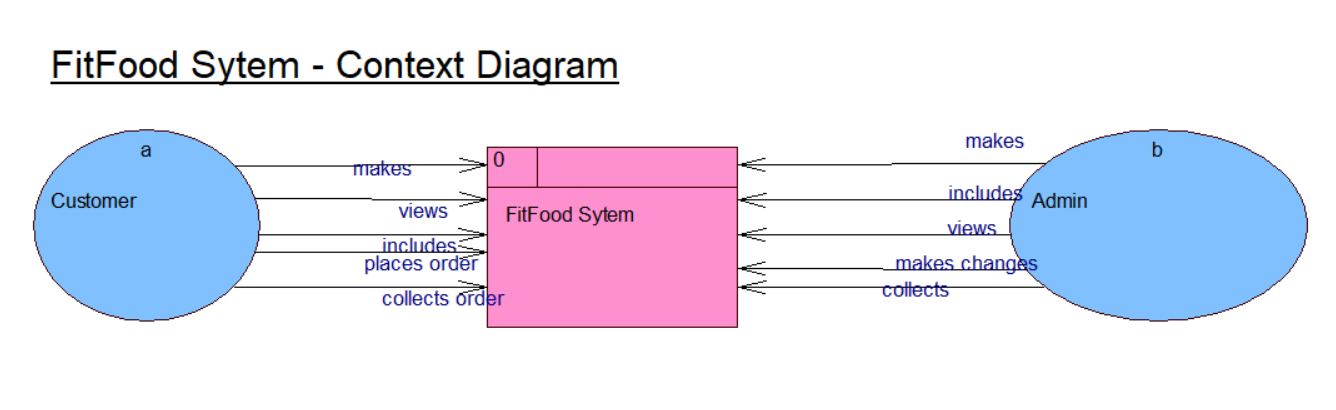 FitFood Sytem - Context Diagram
a
Customer
makes
views
includes
places order
collects order
0
FitFood Sytem
makes
includes
views
makes changes
collects
b
Admin